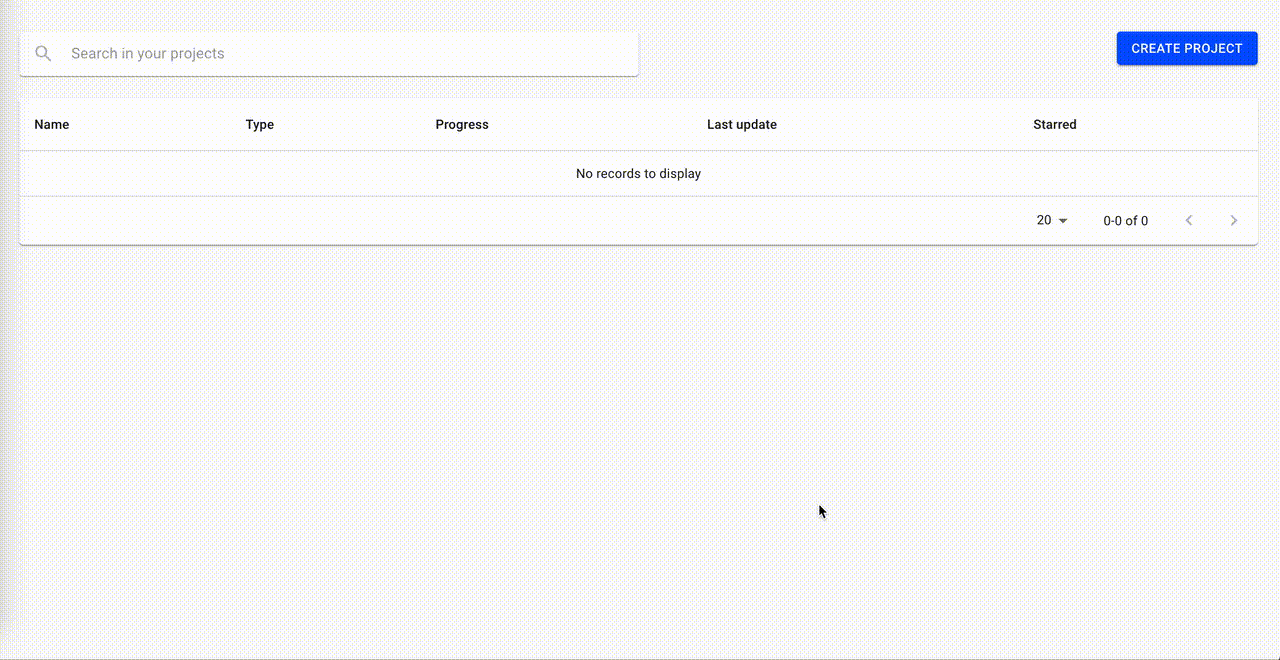 Search in your projects
CREATE PROJECT
Name Type Progress Last update Starred
No records to display
20 0-0 of 0